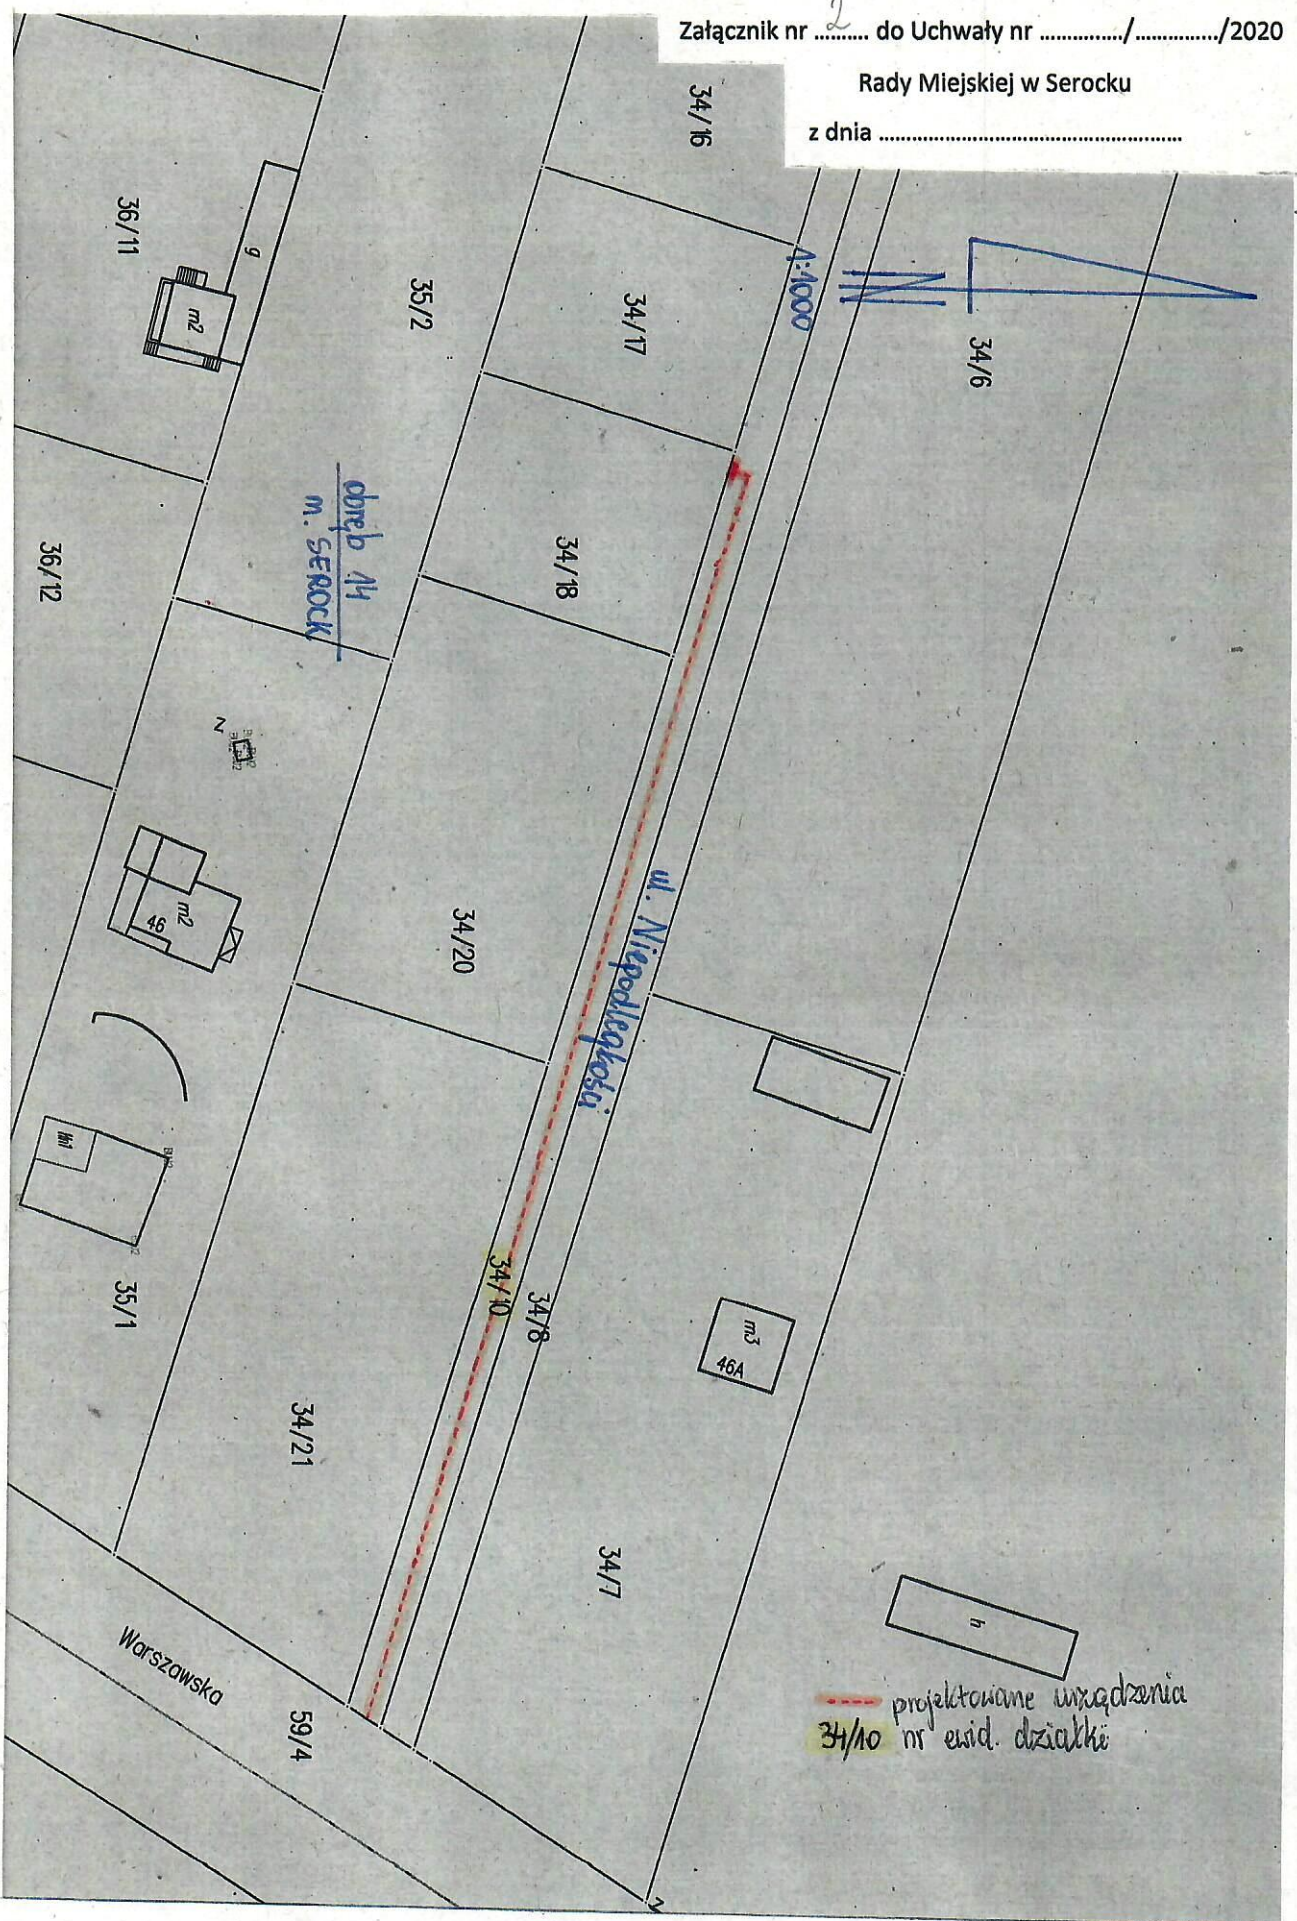 Załącznik nr ...2... do Uchwały nr ............../............../2020
Rady Miejskiej w Serocku
z dnia ....................................................
34/16
36/11
g
m2
35/2
34/17
1:1000
N
34/6
obręb 14
m. SEROCK
34/18
36/12
z
m2
46
34/20
ul. Niepodległości
35/1
34/10
34/8
m3
46A
34/21
34/7
h
Warszawska
59/4
projektowane urządzenia
34/10 nr ewid. działki